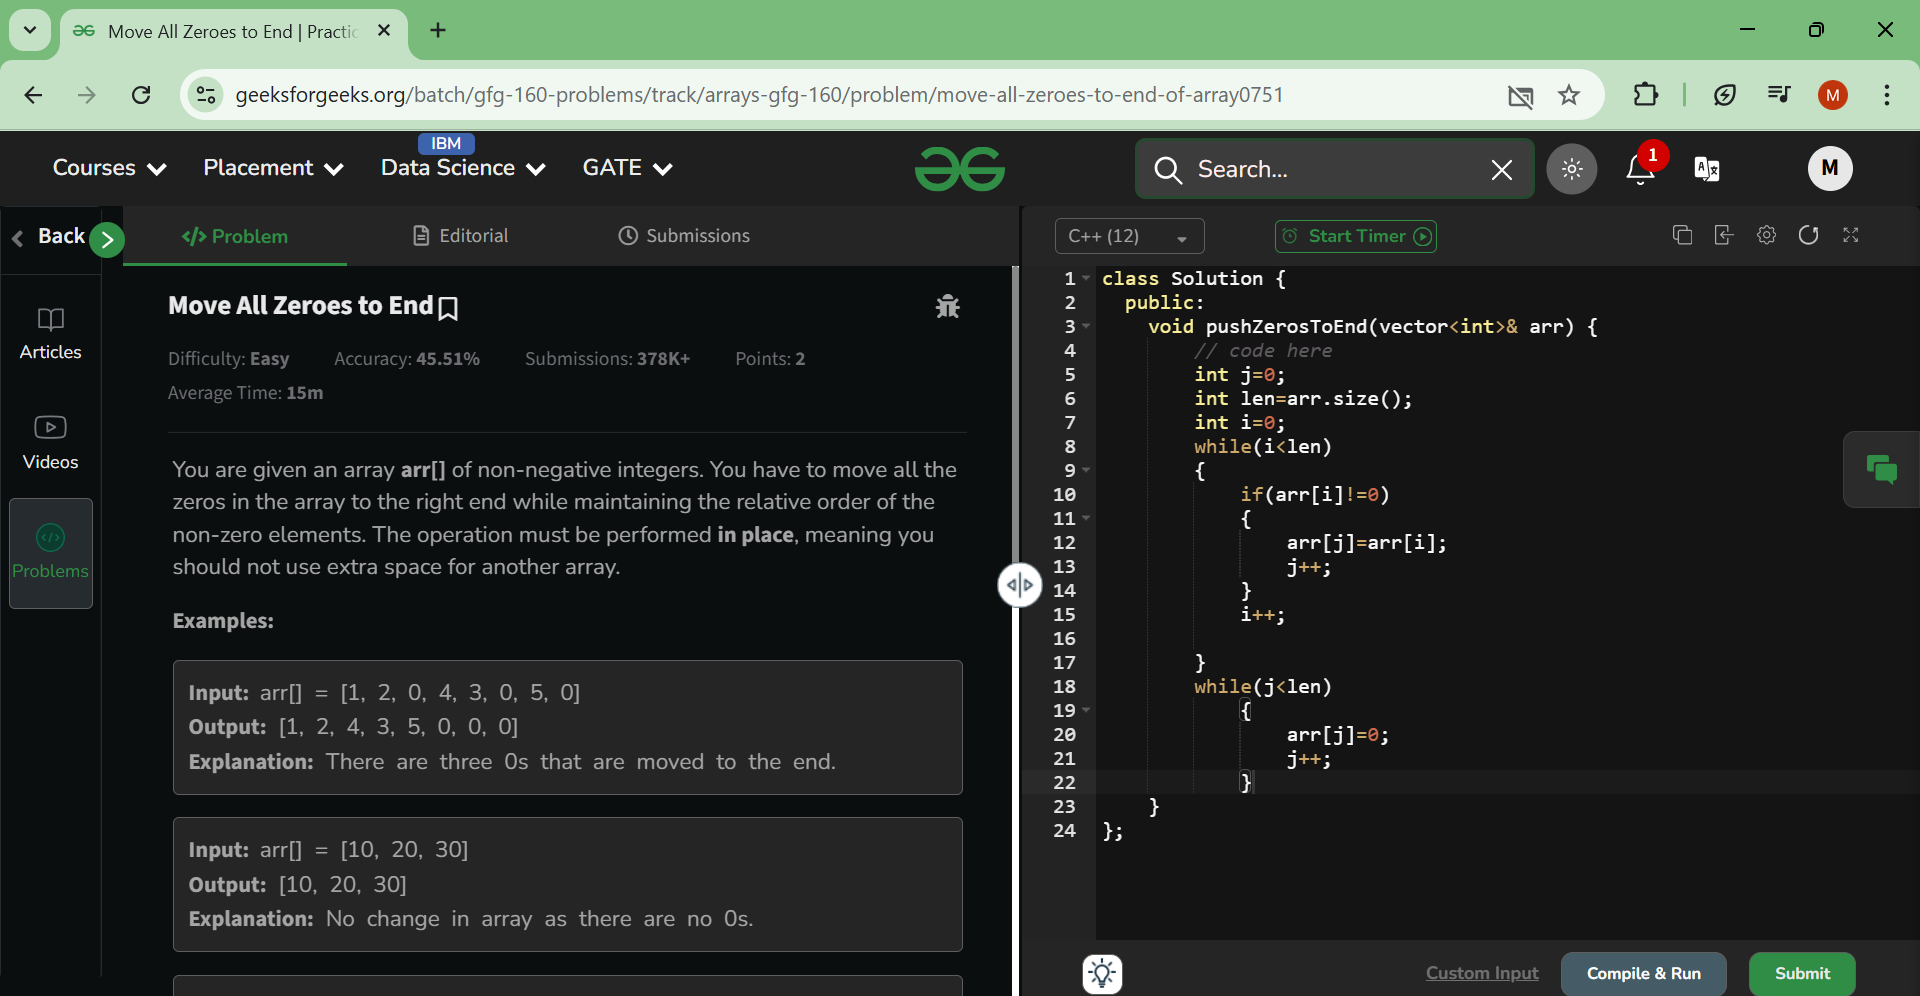 Move All Zeroes to End | Practic
geeksforgeeks.org/batch/gfg-160-problems/track/arrays-gfg-160/problem/move-all-zeroes-to-end-of-array0751
M
IBM
Courses
Placement
Data Science
GATE
Search...
1
M
Back
Problem
Editorial
Submissions
C++ (12)
Start Timer
Articles
Videos
Problems
Move All Zeroes to End
Difficulty: Easy Accuracy: 45.51% Submissions: 378K+ Points: 2
Average Time: 15m
You are given an array arr[] of non-negative integers. You have to move all the
zeros in the array to the right end while maintaining the relative order of the
non-zero elements. The operation must be performed in place, meaning you
should not use extra space for another array.
Examples:
Input: arr[] = [1, 2, 0, 4, 3, 0, 5, 0]
Output: [1, 2, 4, 3, 5, 0, 0, 0]
Explanation: There are three 0s that are moved to the end.
Input: arr[] = [10, 20, 30]
Output: [10, 20, 30]
Explanation: No change in array as there are no 0s.
1 class Solution {
2 public:
3 void pushZerosToEnd(vector<int>& arr) {
4 // code here
5 int j=0;
6 int len=arr.size();
7 int i=0;
8 while(i<len)
9 {
10 if(arr[i]!=0)
11 {
12 arr[j]=arr[i];
13 j++;
14 }
15 i++;
16
17 }
18 while(j<len)
19 {
20 arr[j]=0;
21 j++;
22 }
23 }
24 };
Custom Input
Compile & Run
Submit